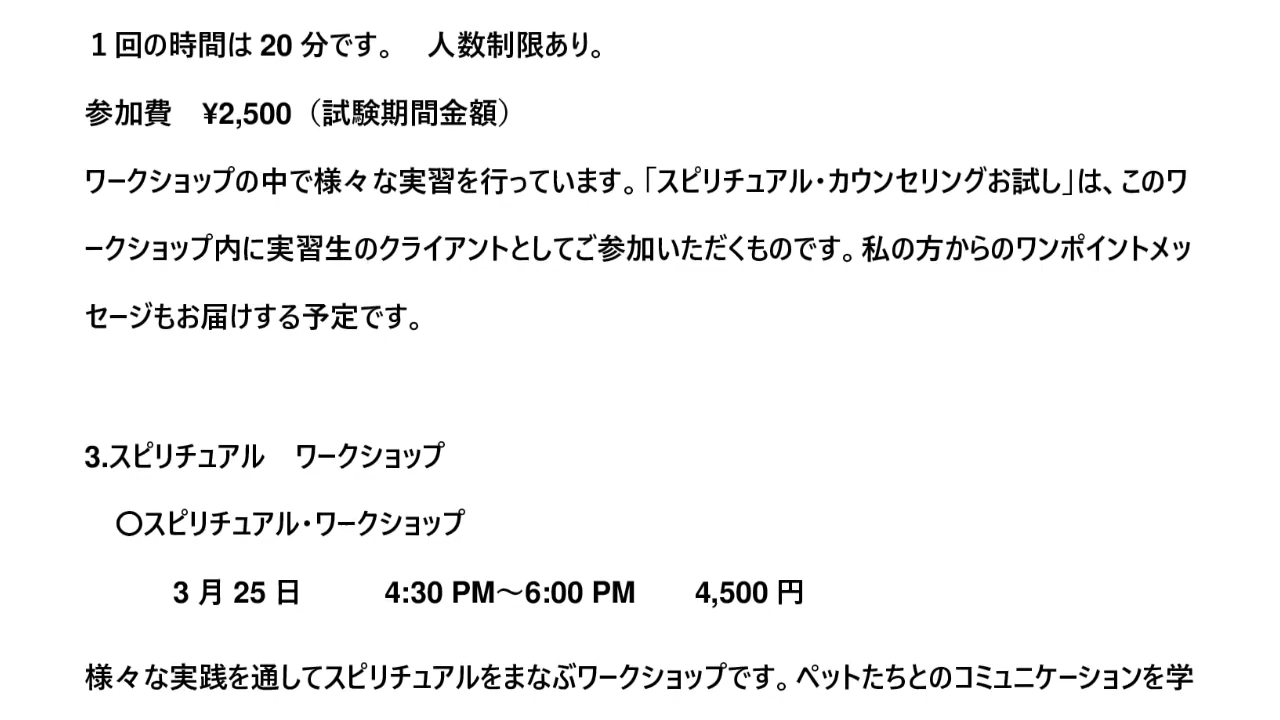 １回の時間は 20 分です。　人数制限あり。
参加費　¥2,500（試験期間金額）
ワークショップの中で様々な実習を行っています。「スピリチュアル・カウンセリングお試し」は、このワ
ークショップ内に実習生のクライアントとしてご参加いただくものです。私の方からのワンポイントメッ
セージもお届けする予定です。
3.スピリチュアル　ワークショップ
〇スピリチュアル・ワークショップ
3 月 25 日　　　4:30 PM～6:00 PM　　4,500 円
様々な実践を通してスピリチュアルをまなぶワークショップです。ペットたちとのコミュニケーションを学